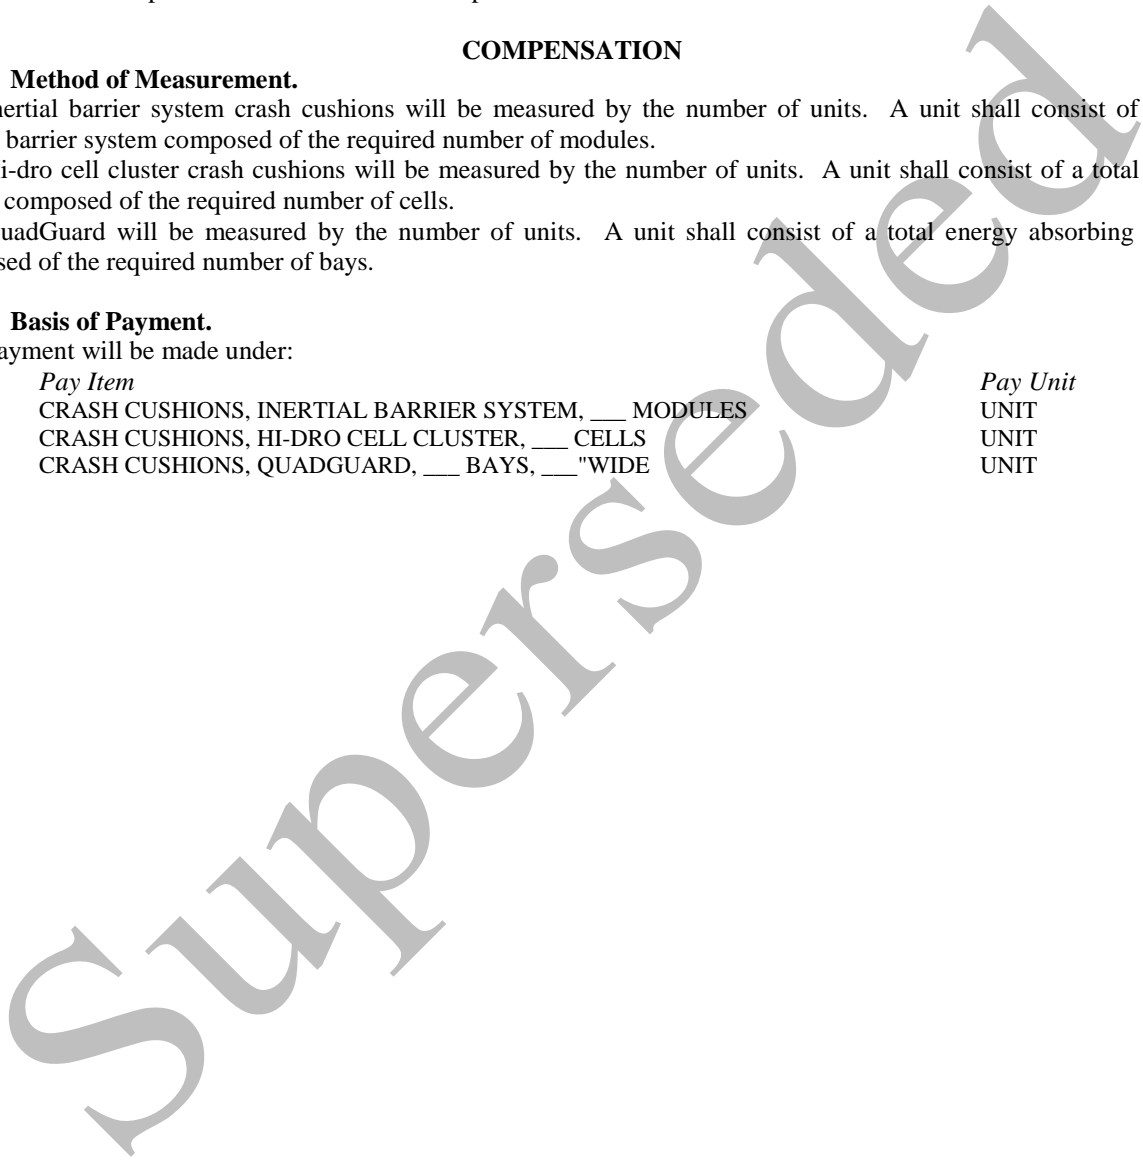 COMPENSATION
Method of Measurement.
nertial barrier system crash cushions will be measured by the number of units. A unit shall consist of
barrier system composed of the required number of modules.
i-dro cell cluster crash cushions will be measured by the number of units. A unit shall consist of a total
composed of the required number of cells.
uadGuard will be measured by the number of units. A unit shall consist of a total energy absorbing
sed of the required number of bays.
Basis of Payment.
ayment will be made under:
Pay Item Pay Unit
CRASH CUSHIONS, INERTIAL BARRIER SYSTEM, ___ MODULES UNIT
CRASH CUSHIONS, HI-DRO CELL CLUSTER, ___ CELLS UNIT
CRASH CUSHIONS, QUADGUARD, ___ BAYS, ___"WIDE UNIT
Superseded